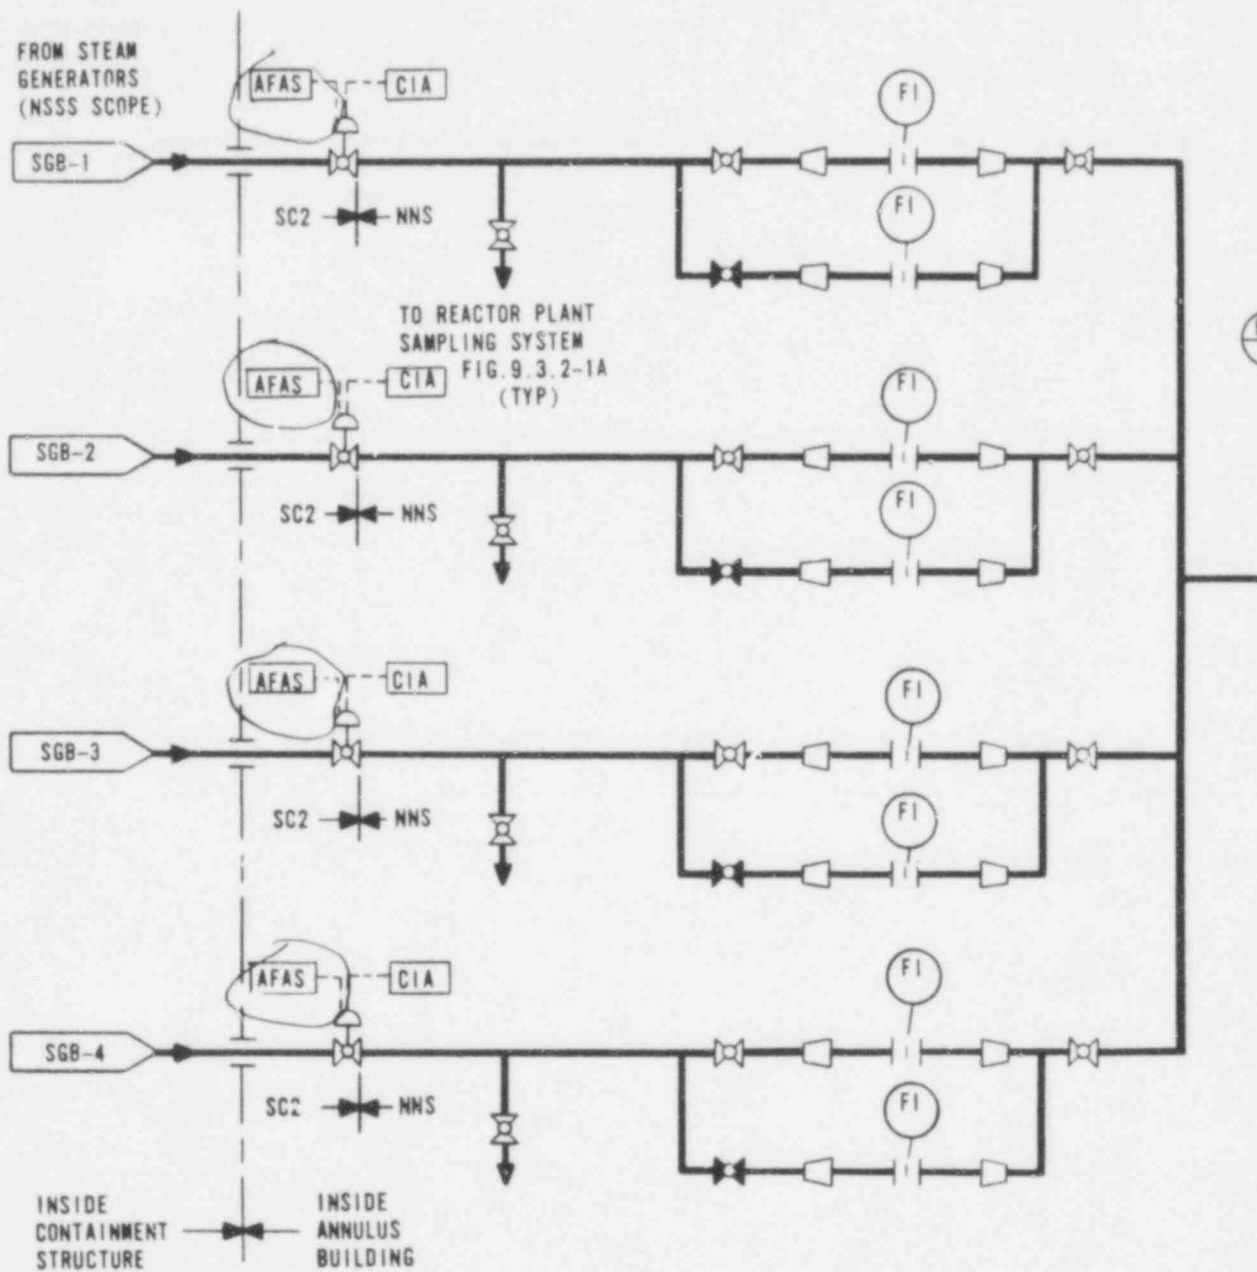 FROM STEAM
GENERATORS
(NSSS SCOPE)
AFAS
CIA
FI
SGB-1
FI
SC2
NNS
TO REACTOR PLANT
SAMPLING SYSTEM
FIG.9.3.2-1A
(TYP)
AFAS
CIA
FI
SGB-2
FI
SC2
NNS
AFAS
CIA
FI
SGB-3
FI
SC2
NNS
AFAS
CIA
FI
SGB-4
FI
SC2
NNS
INSIDE
CONTAINMENT
STRUCTURE
INSIDE
ANNULUS
BUILDING